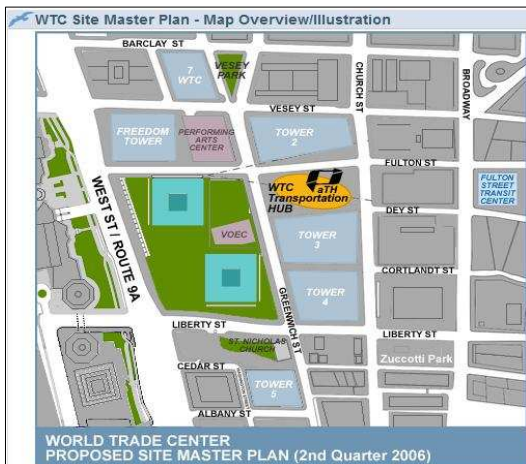 WTC Site Master Plan - Map Overview/Illustration
BARCLAY ST
7
WTC
VESEY
PARK
CHURCH ST
BROADWAY
VESEY ST
FREEDOM
TOWER
PERFORMING
ARTS
CENTER
TOWER
2
FULTON ST
WTC
Transportation
HUB
PaTH
FULTON
STREET
TRANSIT
CENTER
DEY ST
WEST ST / ROUTE 9A
VOEC
TOWER
3
CORTLANDT ST
TOWER
4
GREENWICH ST
LIBERTY ST
LIBERTY ST
ST. NICHOLAS
CHURCH
Zuccotti Park
CEDAR ST
TOWER
5
ALBANY ST
WORLD TRADE CENTER
PROPOSED SITE MASTER PLAN (2nd Quarter 2006)